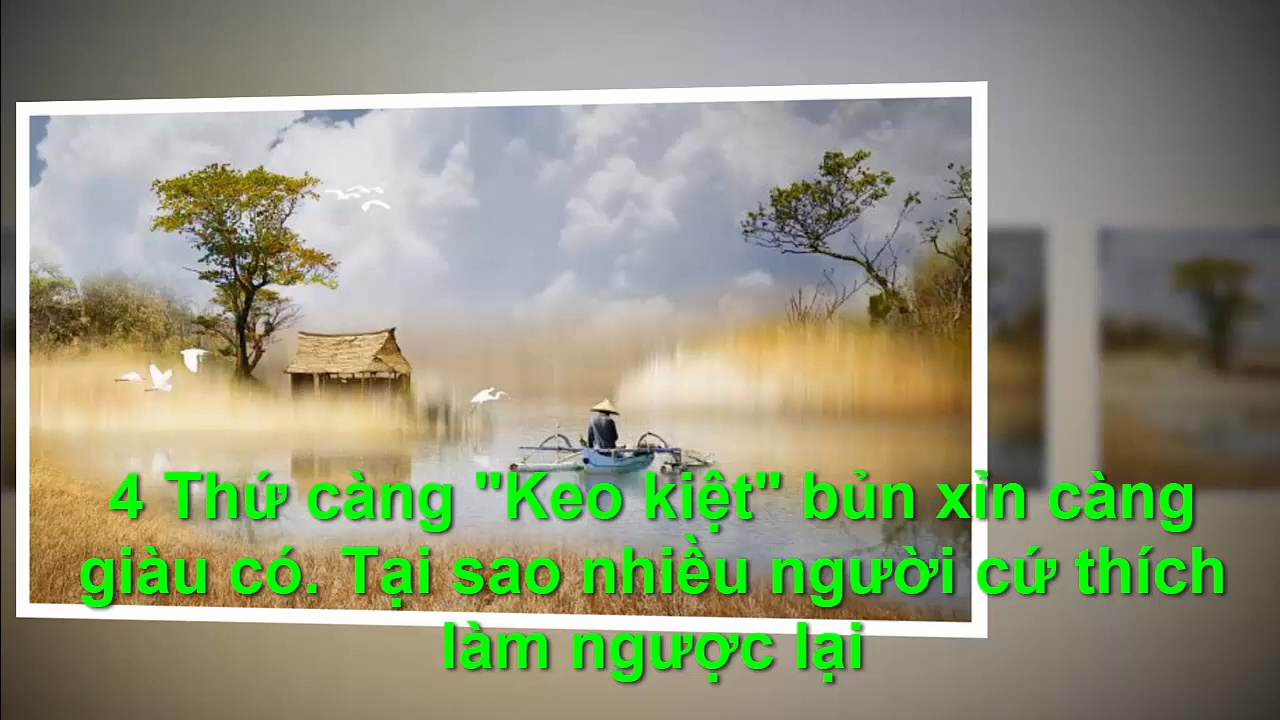 4 Thứ càng "Keo kiệt" bủn xỉn càng
giàu có. Tại sao nhiều người cứ thích
làm ngược lại